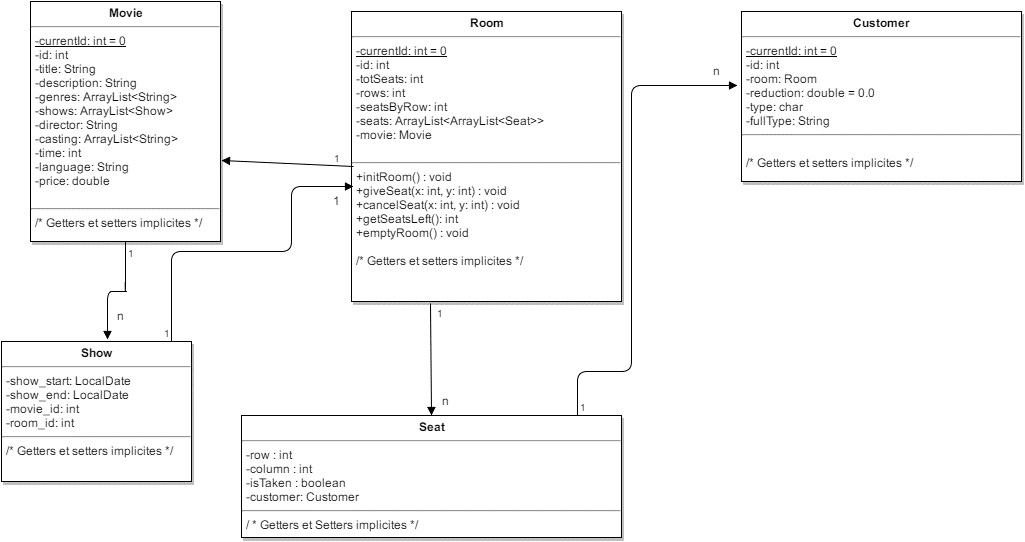 Movie
-currentId: int = 0
-id: int
-title: String
-description: String
-genres: ArrayList<String>
-shows: ArrayList<Show>
-director: String
-casting: ArrayList<String>
-time: int
-language: String
-price: double
/* Getters et setters implicites */
Room
-currentId: int = 0
-id: int
-totSeats: int
-rows: int
-seatsByRow: int
-seats: ArrayList<ArrayList<Seat>>
-movie: Movie
+initRoom() : void
+giveSeat(x: int, y: int) : void
+cancelSeat(x: int, y: int) : void
+getSeatsLeft(): int
+emptyRoom() : void
/* Getters et setters implicites */
Customer
-currentId: int = 0
-id: int
-room: Room
-reduction: double = 0.0
-type: char
-fullType: String
/* Getters et setters implicites */
n
1
1
1
n
1
1
n
1
Show
-show_start: LocalDate
-show_end: LocalDate
-movie_id: int
-room_id: int
/* Getters et setters implicites */
Seat
-row : int
-column : int
-isTaken : boolean
-customer: Customer
/ * Getters et Setters implicites */